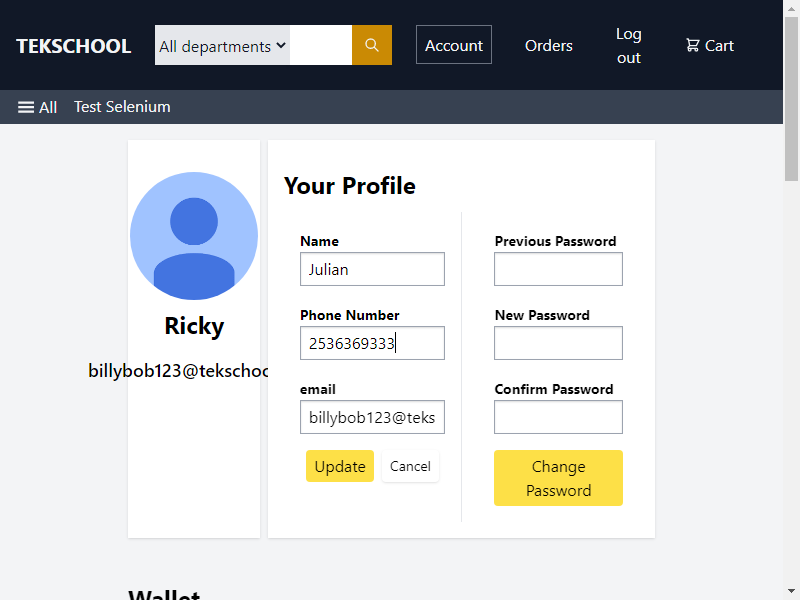 TEKSCHOOL
All departments
Account
Orders
Log out
Cart
All
Test Selenium
Ricky
billybob123@tekschoo
Your Profile
Name
Julian
Phone Number
2536369333
email
billybob123@teks
Update
Cancel
Previous Password
New Password
Confirm Password
Change
Password
Wallet